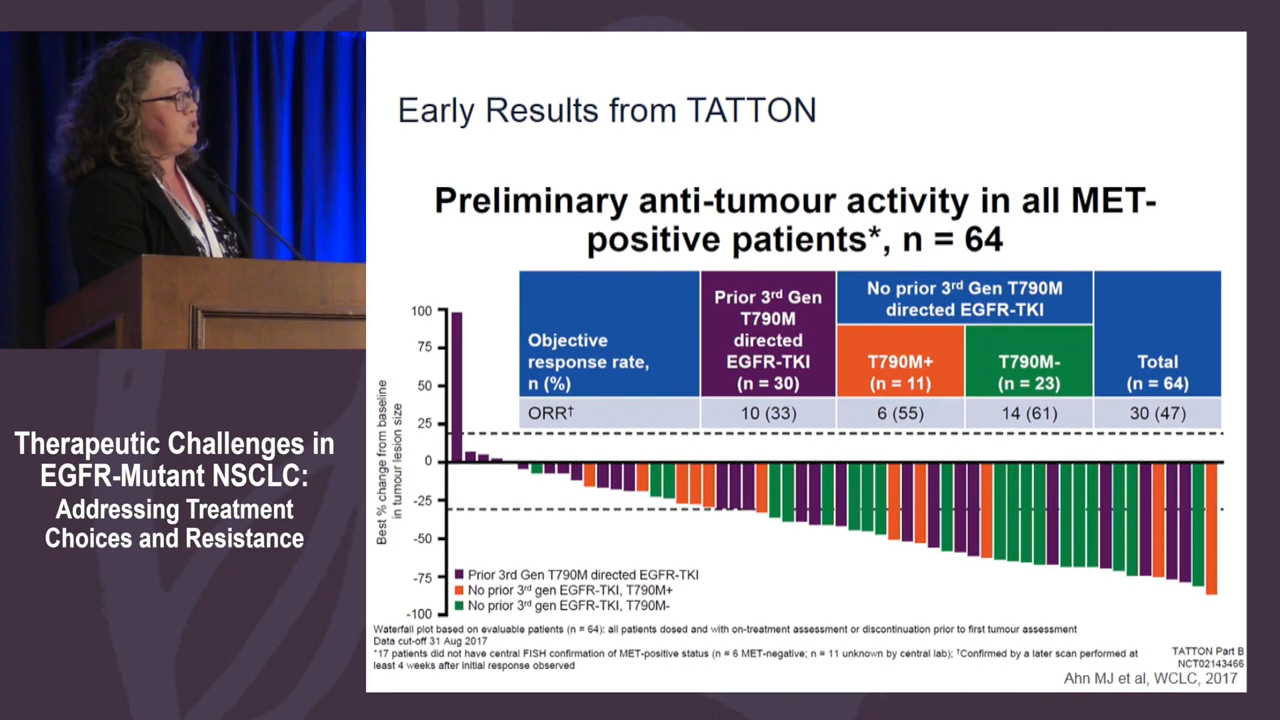 Early Results from TATTON
Preliminary anti-tumour activity in all MET-
positive patients*, n = 64
Objective
response rate,
n (%)
Prior 3rd Gen
T790M
directed
EGFR-TKI
(n = 30)
No prior 3rd Gen T790M
directed EGFR-TKI
T790M+
(n = 11)
T790M-
(n = 23)
Total
(n = 64)
ORR†
10 (33)
6 (55)
14 (61)
30 (47)
Best % change from baseline
in tumour lesion size
100
75
50
25
0
-25
-50
-75
-100
Prior 3rd Gen T790M directed EGFR-TKI
No prior 3rd gen EGFR-TKI, T790M+
No prior 3rd gen EGFR-TKI, T790M-
Waterfall plot based on evaluable patients (n = 64); all patients dosed and with on-treatment assessment or discontinuation prior to first tumour assessment
Data cut-off 31 Aug 2017
*17 patients did not have central FISH confirmation of MET-positive status (n = 6 MET-negative; n = 11 unknown by central lab); †Confirmed by a later scan performed at
least 4 weeks after initial response observed
TATTON Part B
NCT02143466
Ahn MJ et al, WCLC, 2017
Therapeutic Challenges in
EGFR-Mutant NSCLC:
Addressing Treatment
Choices and Resistance